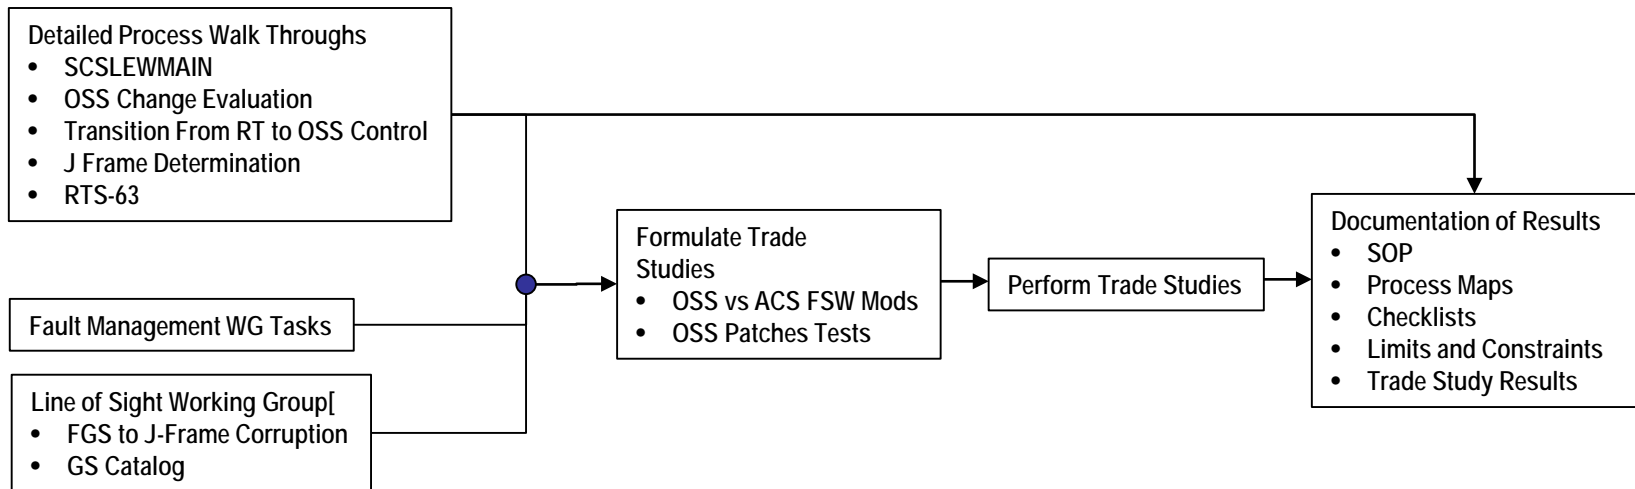 Detailed Process Walk Throughs
• SCSLEWMAIN
• OSS Change Evaluation
• Transition From RT to OSS Control
• J Frame Determination
• RTS-63
Fault Management WG Tasks
Line of Sight Working Group[
• FGS to J-Frame Corruption
• GS Catalog
Formulate Trade
Studies
• OSS vs ACS FSW Mods
• OSS Patches Tests
Perform Trade Studies
Documentation of Results
• SOP
• Process Maps
• Checklists
• Limits and Constraints
• Trade Study Results